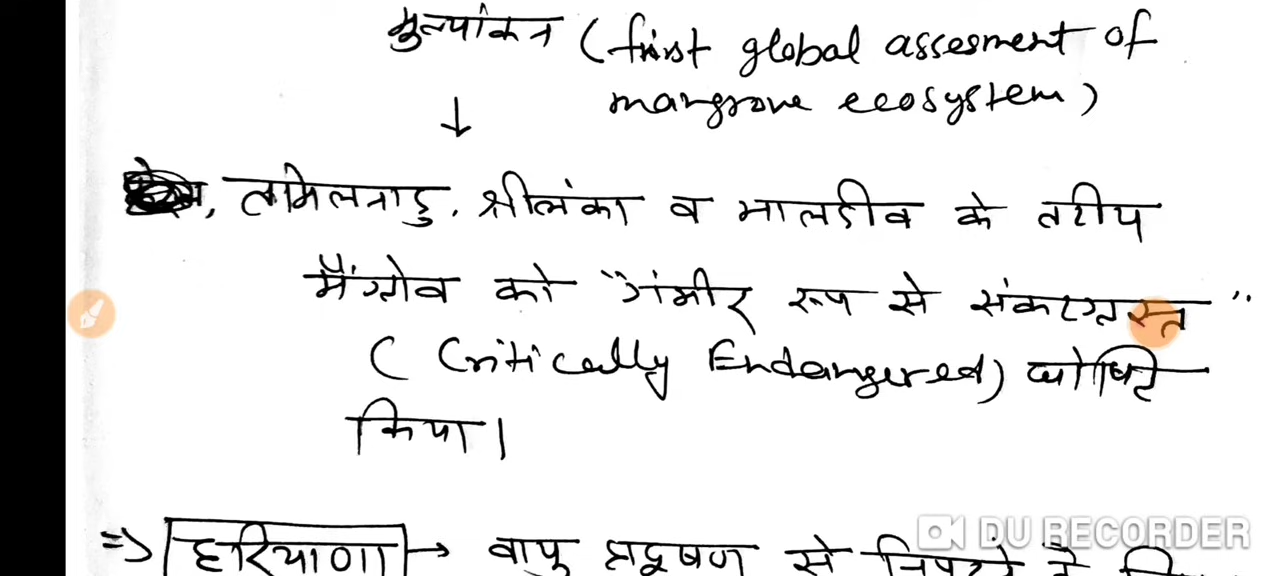 मुल्यांकन (first global assesment of
mangrove ecosystem)
↓
, तामिलनाडु, श्रीलंका व मालदीव के तटीय
मैंग्रोव को "गंभीर रूप से संकटग्रस्त"
(Critically Endangered) घोषित
किया।
⇒ हरियाणा → वायु प्रदूषण से निपटने के
DU RECORDER